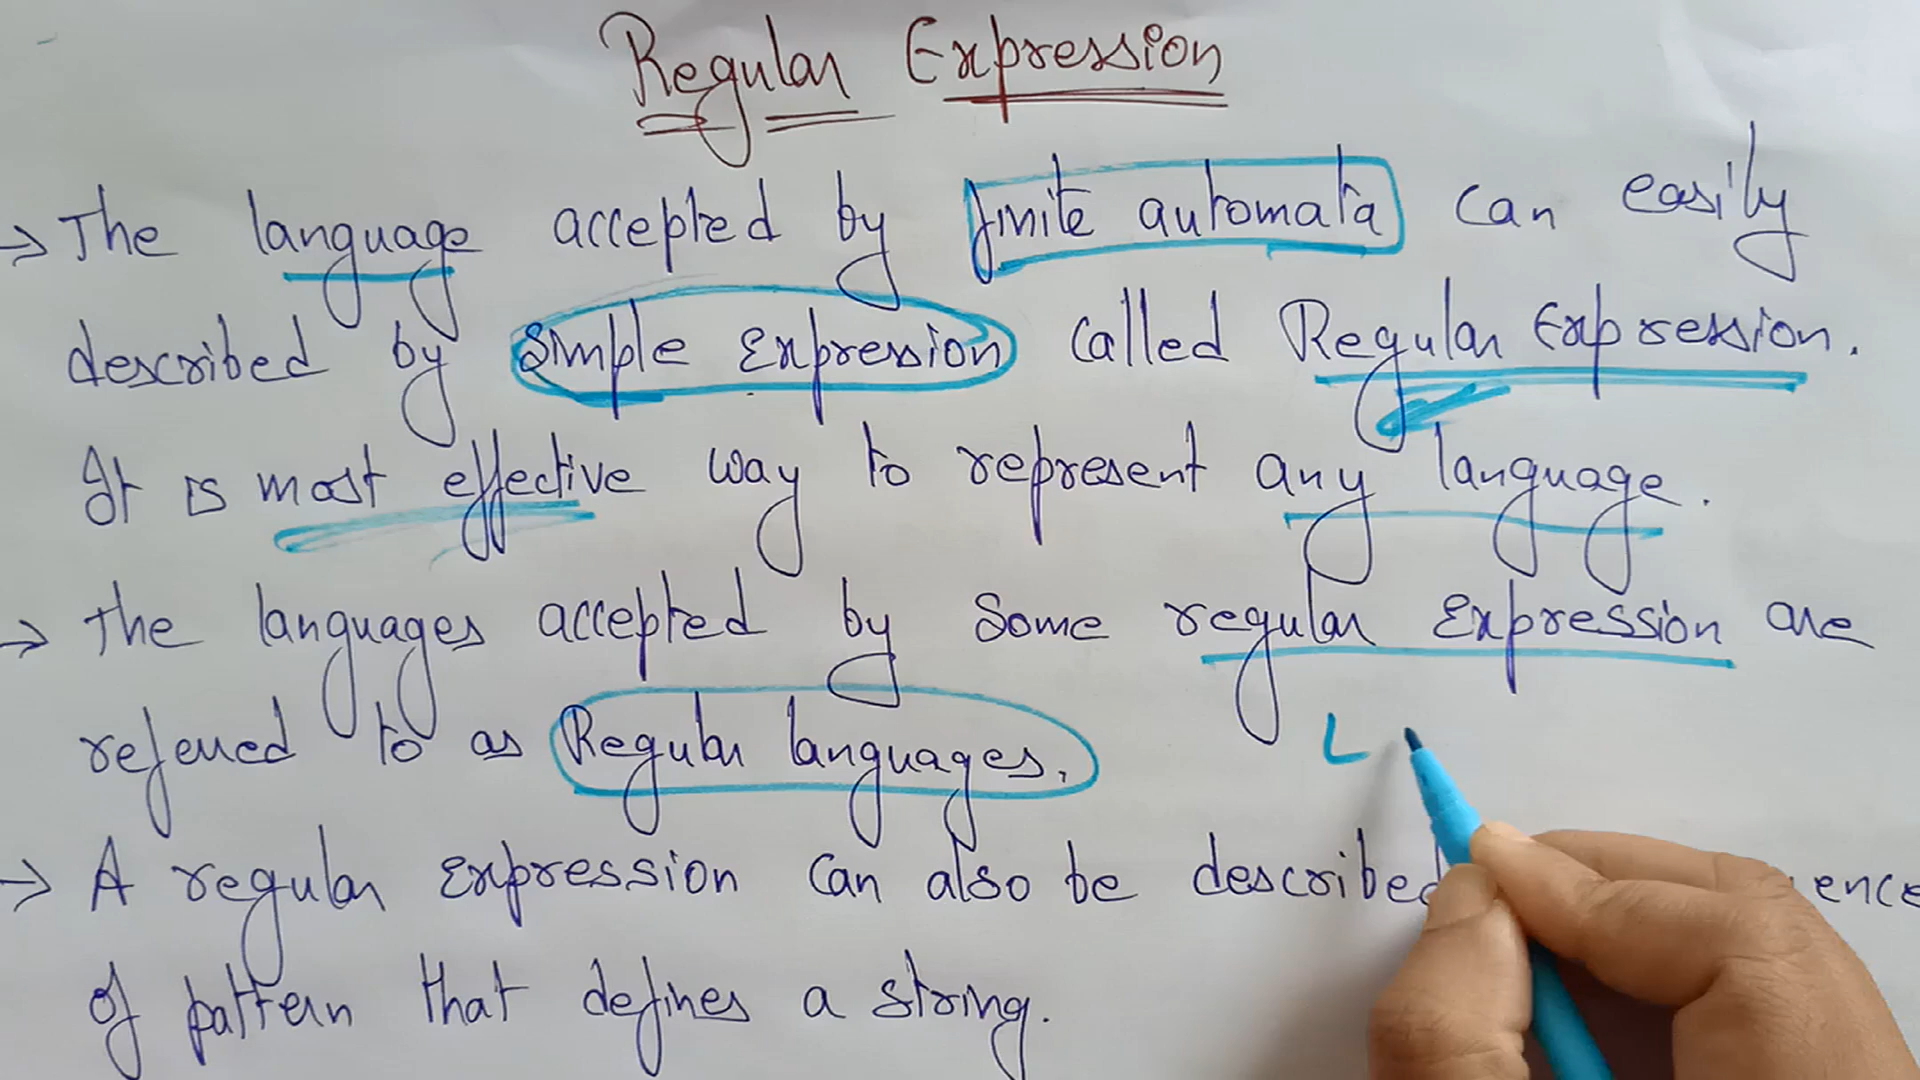 Regular Expression
→ The language accepted by finite automata can easily
described by Simple Expression called Regular Expression.
It is most effective way to represent any language.
→ The languages accepted by Some regular Expression are
referred to as Regular languages.
L
→ A regular Expression can also be described ence
of pattern that defines a string.